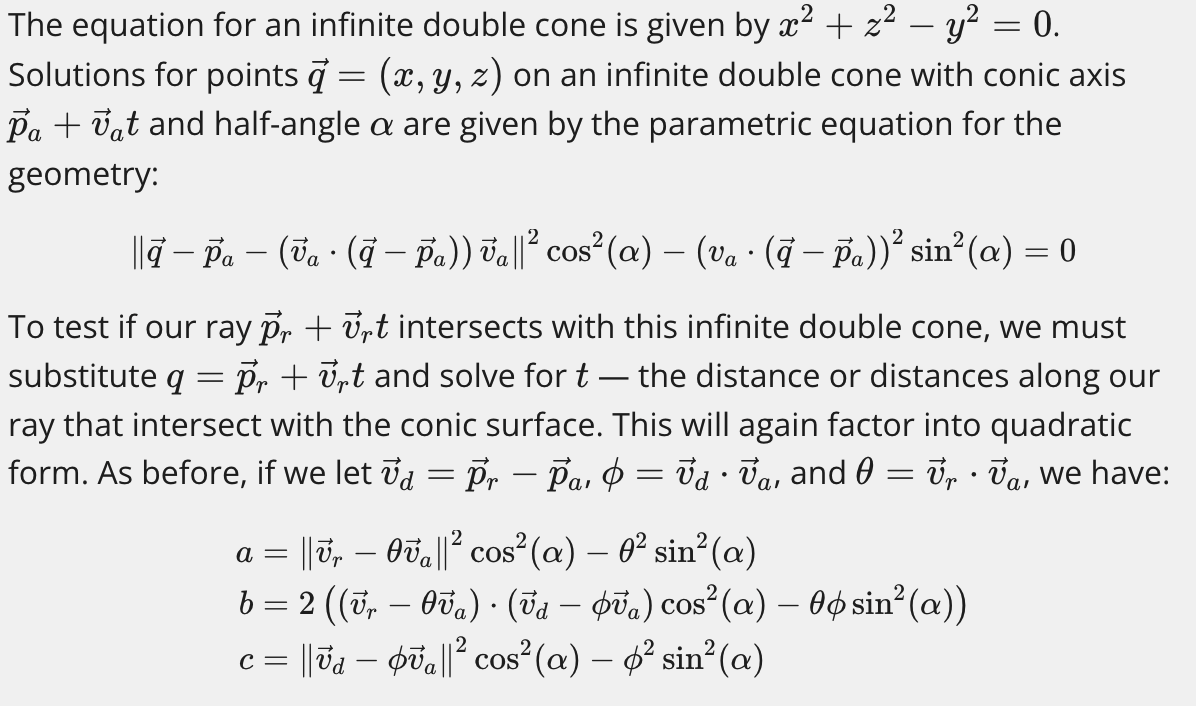 The equation for an infinite double cone is given by $x^2 + z^2 - y^2 = 0$.
Solutions for points $\vec{q} = (x, y, z)$ on an infinite double cone with conic axis
$\vec{p}_a + \vec{v}_a t$ and half-angle $\alpha$ are given by the parametric equation for the
geometry:
$\|\vec{q} - \vec{p}_a - (\vec{v}_a \cdot (\vec{q} - \vec{p}_a))\, \vec{v}_a\|^2 \cos^2(\alpha) - (v_a \cdot (\vec{q} - \vec{p}_a))^2 \sin^2(\alpha) = 0$
To test if our ray $\vec{p}_r + \vec{v}_r t$ intersects with this infinite double cone, we must
substitute $q = \vec{p}_r + \vec{v}_r t$ and solve for $t$ — the distance or distances along our
ray that intersect with the conic surface. This will again factor into quadratic
form. As before, if we let $\vec{v}_d = \vec{p}_r - \vec{p}_a$, $\phi = \vec{v}_d \cdot \vec{v}_a$, and $\theta = \vec{v}_r \cdot \vec{v}_a$, we have:
$a = \|\vec{v}_r - \theta \vec{v}_a\|^2 \cos^2(\alpha) - \theta^2 \sin^2(\alpha)$
$b = 2\left((\vec{v}_r - \theta \vec{v}_a) \cdot (\vec{v}_d - \phi \vec{v}_a) \cos^2(\alpha) - \theta \phi \sin^2(\alpha)\right)$
$c = \|\vec{v}_d - \phi \vec{v}_a\|^2 \cos^2(\alpha) - \phi^2 \sin^2(\alpha)$